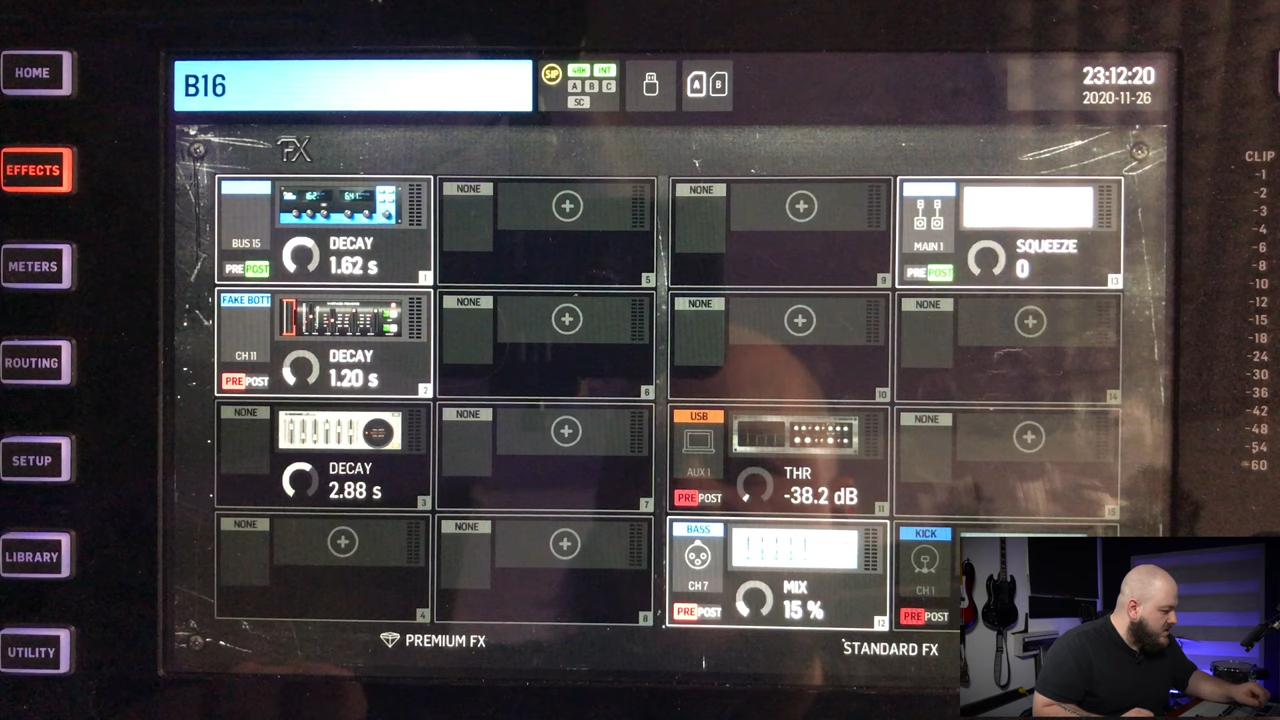 HOME
EFFECTS
METERS
ROUTING
SETUP
LIBRARY
UTILITY
B16
SIP
48K INT
A B C
SC
A B
23:12:20
2020-11-26
FX
BUS 15
PRE POST
DECAY
1.62 s
1
NONE
5
NONE
9
MAIN 1
PRE POST
SQUEEZE
0
13
FAKE BOTT
CH 11
PRE POST
DECAY
1.20 s
2
NONE
6
NONE
10
NONE
14
NONE
DECAY
2.88 s
3
NONE
7
USB
AUX 1
PRE POST
THR
-38.2 dB
11
NONE
15
NONE
4
NONE
8
BASS
CH 7
PRE POST
MIX
15 %
12
KICK
CH 1
PRE POST
PREMIUM FX
STANDARD FX
CLIP
-1
-2
-3
-4
-6
-8
-10
-12
-15
-18
-24
-30
-36
-42
-48
-54
-60